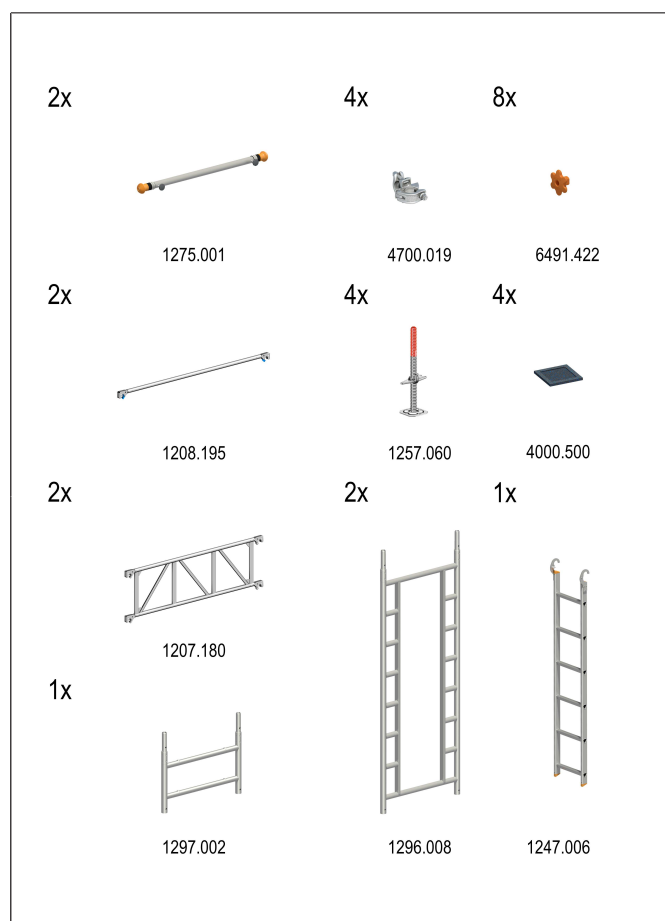 2x 4x 8x
1275.001 4700.019 6491.422
2x 4x 4x
1208.195 1257.060 4000.500
2x 2x 1x
1207.180
1x
1297.002 1296.008 1247.006